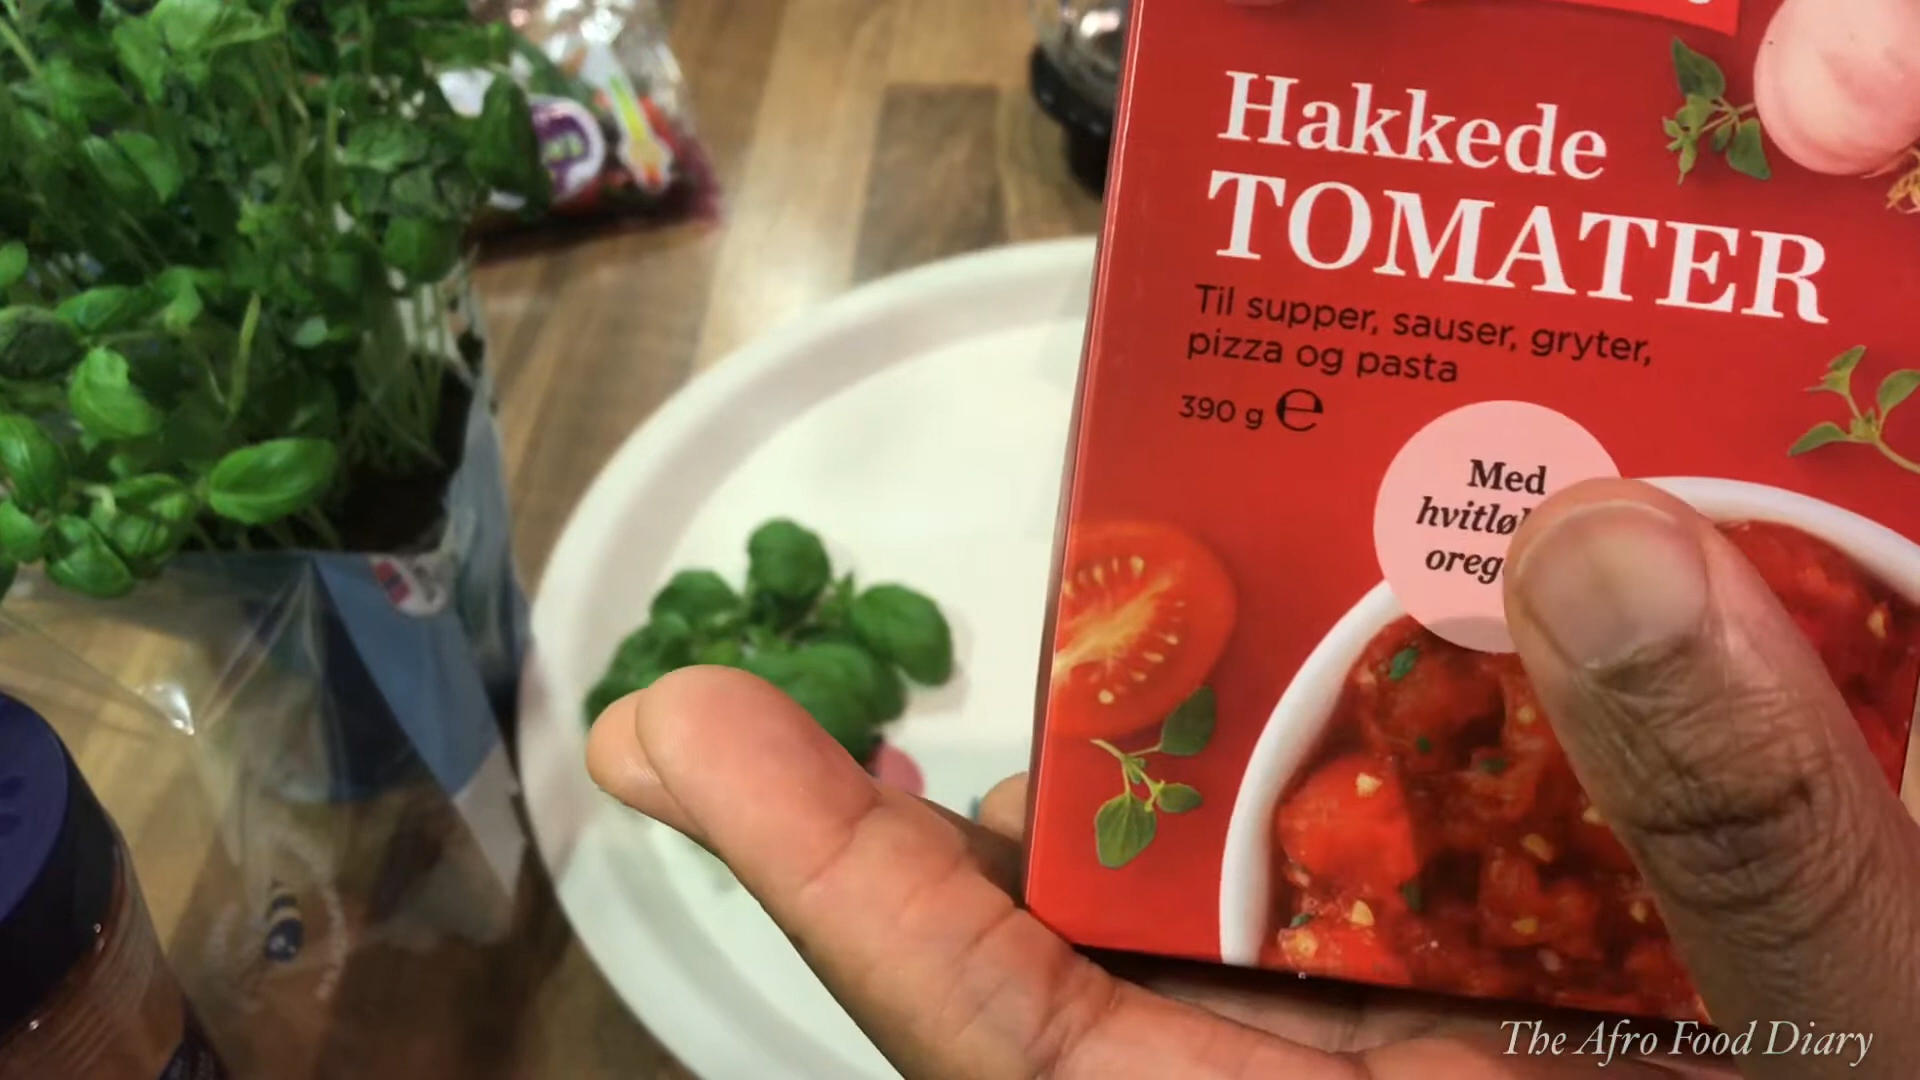 Hakkede
TOMATER
Til supper, sauser, gryter,
pizza og pasta
390 g e
Med
The Afro Food Diary